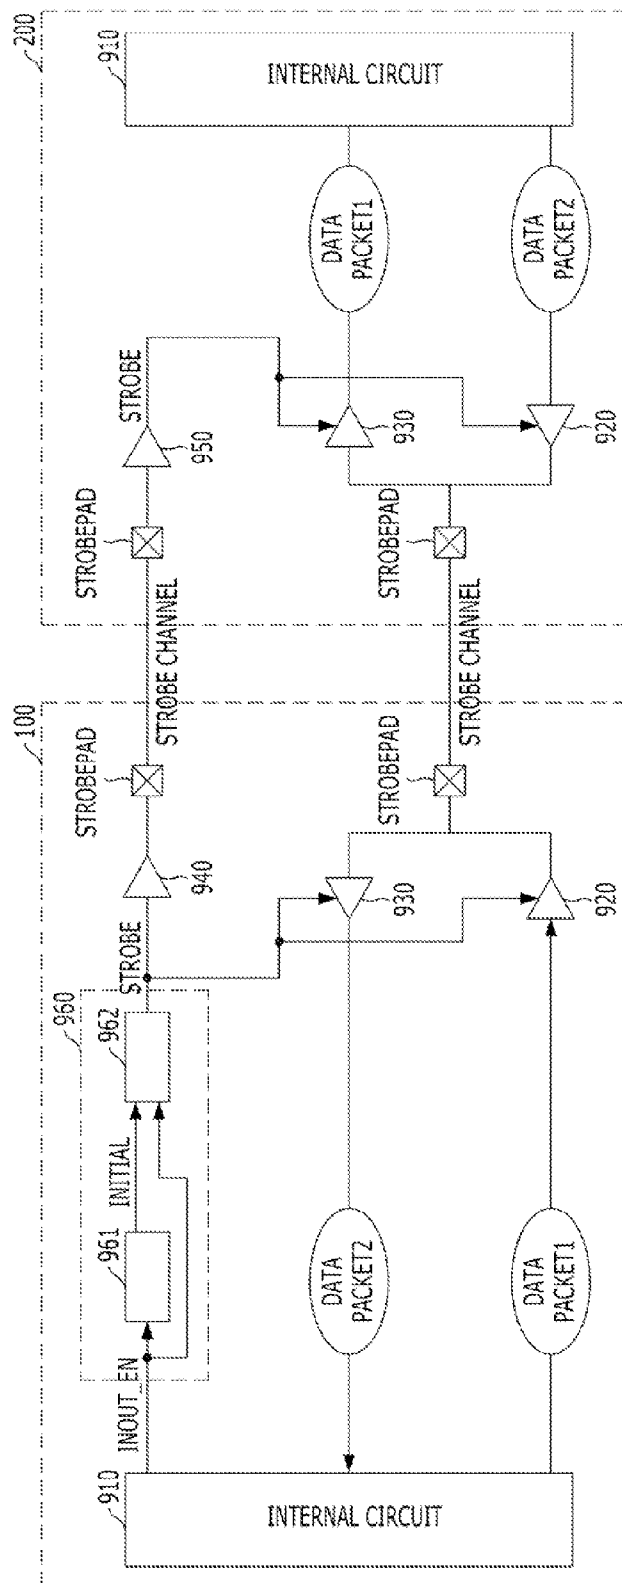 100
200
910
INOUT_EN
960
961
INITIAL
962
STROBE
940
STROBEPAD
STROBE CHANNEL
STROBEPAD
950
STROBE
910
INTERNAL CIRCUIT
INTERNAL CIRCUIT
DATA
PACKET2
930
STROBEPAD
STROBE CHANNEL
STROBEPAD
930
DATA
PACKET1
DATA
PACKET1
920
920
DATA
PACKET2